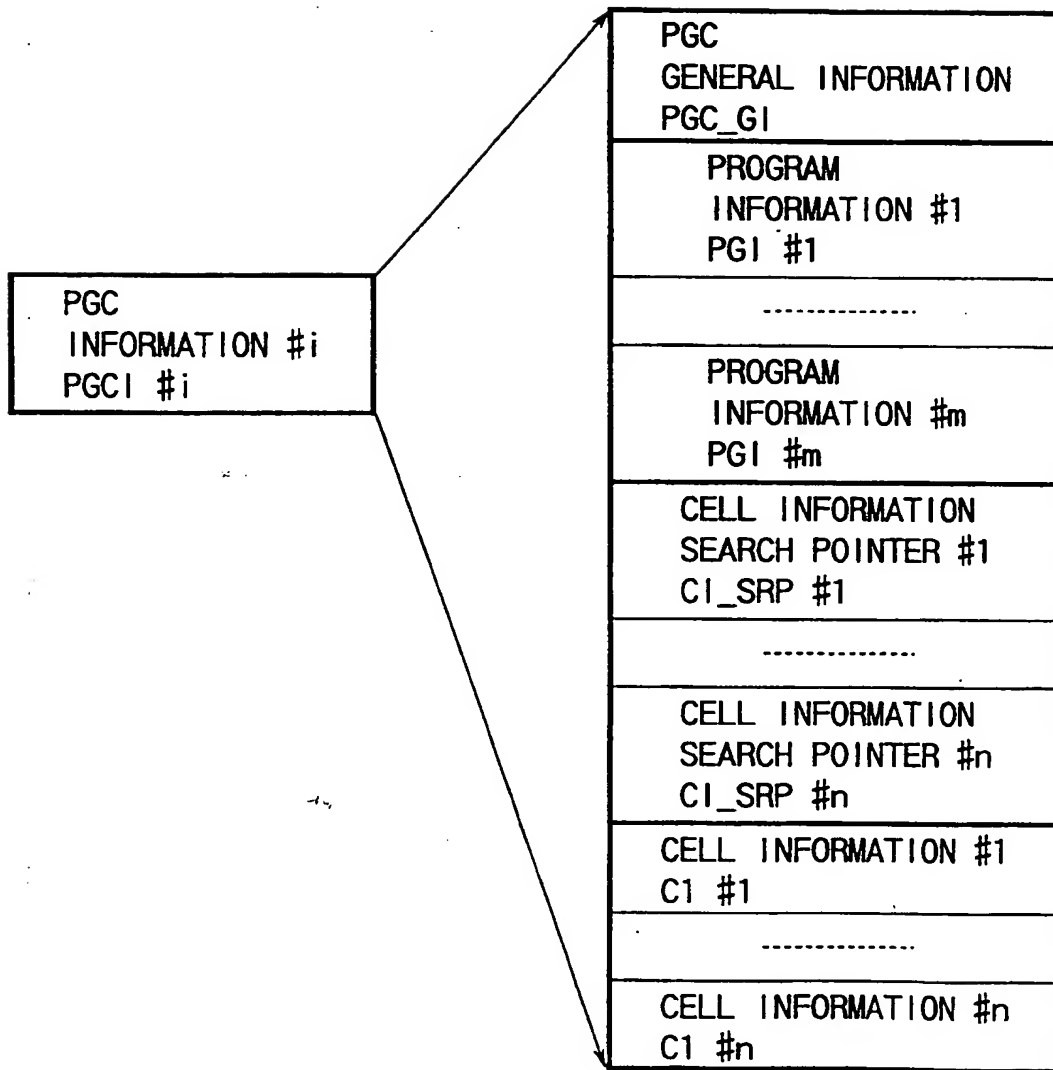 PGC
INFORMATION #i
PGCI #i
PGC
GENERAL INFORMATION
PGC_GI
PROGRAM
INFORMATION #1
PGI #1
--------------
PROGRAM
INFORMATION #m
PGI #m
CELL INFORMATION
SEARCH POINTER #1
CI_SRP #1
--------------
CELL INFORMATION
SEARCH POINTER #n
CI_SRP #n
CELL INFORMATION #1
C1 #1
--------------
CELL INFORMATION #n
C1 #n